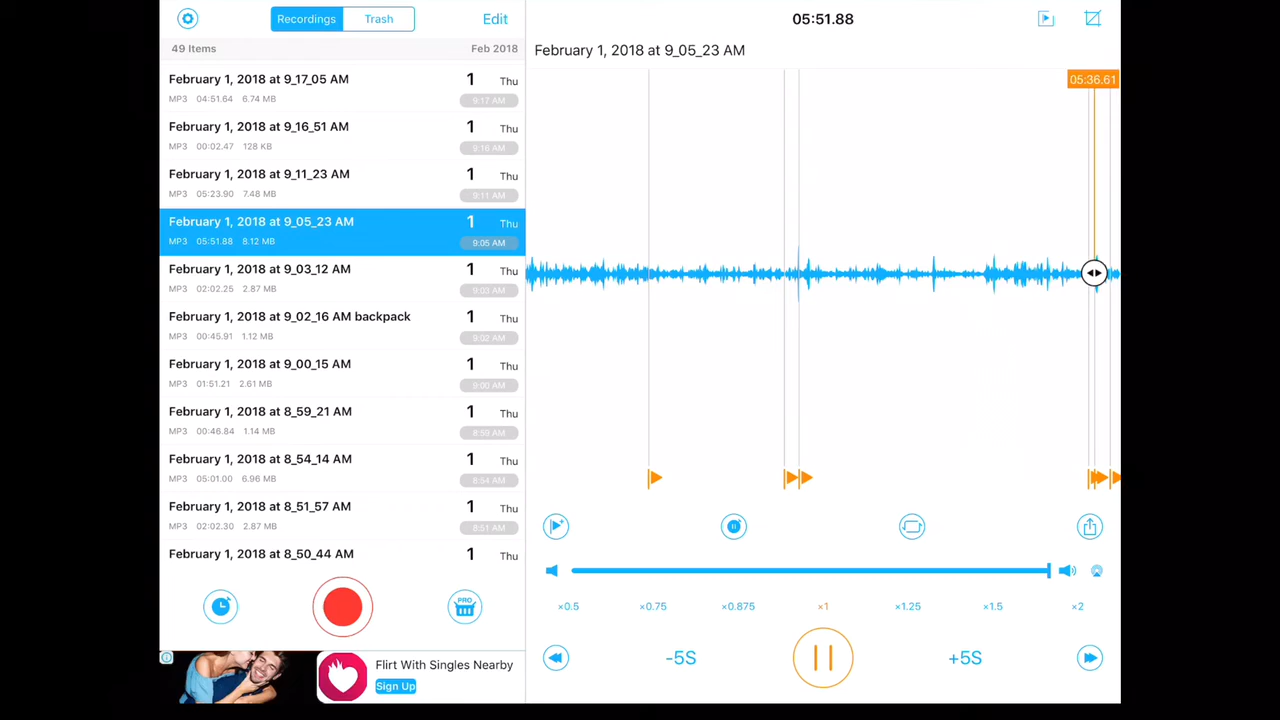 Recordings Trash Edit
49 Items Feb 2018
February 1, 2018 at 9_17_05 AM 1 Thu
MP3 04:51.64 6.74 MB 9:17 AM
February 1, 2018 at 9_16_51 AM 1 Thu
MP3 00:02.47 128 KB 9:16 AM
February 1, 2018 at 9_11_23 AM 1 Thu
MP3 05:23.90 7.48 MB 9:11 AM
February 1, 2018 at 9_05_23 AM 1 Thu
MP3 05:51.88 8.12 MB 9:05 AM
February 1, 2018 at 9_03_12 AM 1 Thu
MP3 02:02.25 2.87 MB 9:03 AM
February 1, 2018 at 9_02_16 AM backpack 1 Thu
MP3 00:45.91 1.12 MB 9:02 AM
February 1, 2018 at 9_00_15 AM 1 Thu
MP3 01:51.21 2.61 MB 9:00 AM
February 1, 2018 at 8_59_21 AM 1 Thu
MP3 00:46.84 1.14 MB 8:59 AM
February 1, 2018 at 8_54_14 AM 1 Thu
MP3 05:01.00 6.96 MB 8:54 AM
February 1, 2018 at 8_51_57 AM 1 Thu
MP3 02:02.30 2.87 MB 8:51 AM
February 1, 2018 at 8_50_44 AM 1 Thu
PRO
Flirt With Singles Nearby
Sign Up
05:51.88
February 1, 2018 at 9_05_23 AM
05:36.61
×0.5 ×0.75 ×0.875 ×1 ×1.25 ×1.5 ×2
-5S +5S